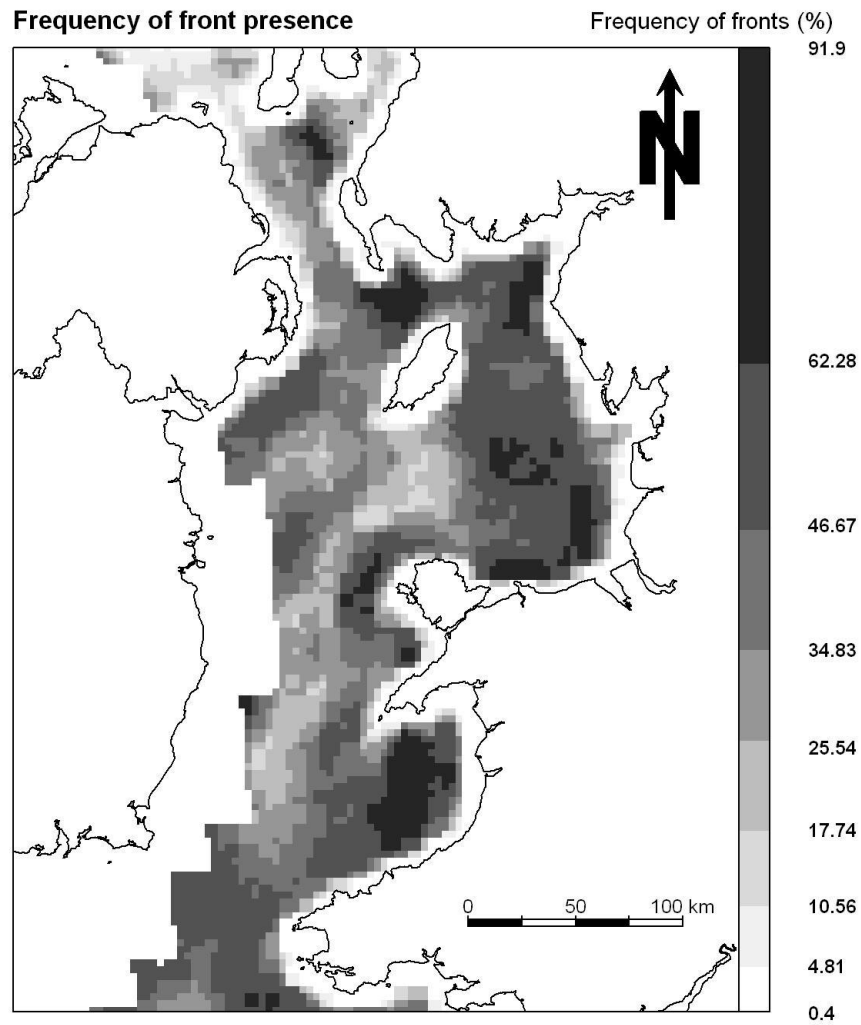 Frequency of front presence
Frequency of fronts (%)
91.9
N
62.28
46.67
34.83
25.54
17.74
10.56
4.81
0.4
0 50 100 km